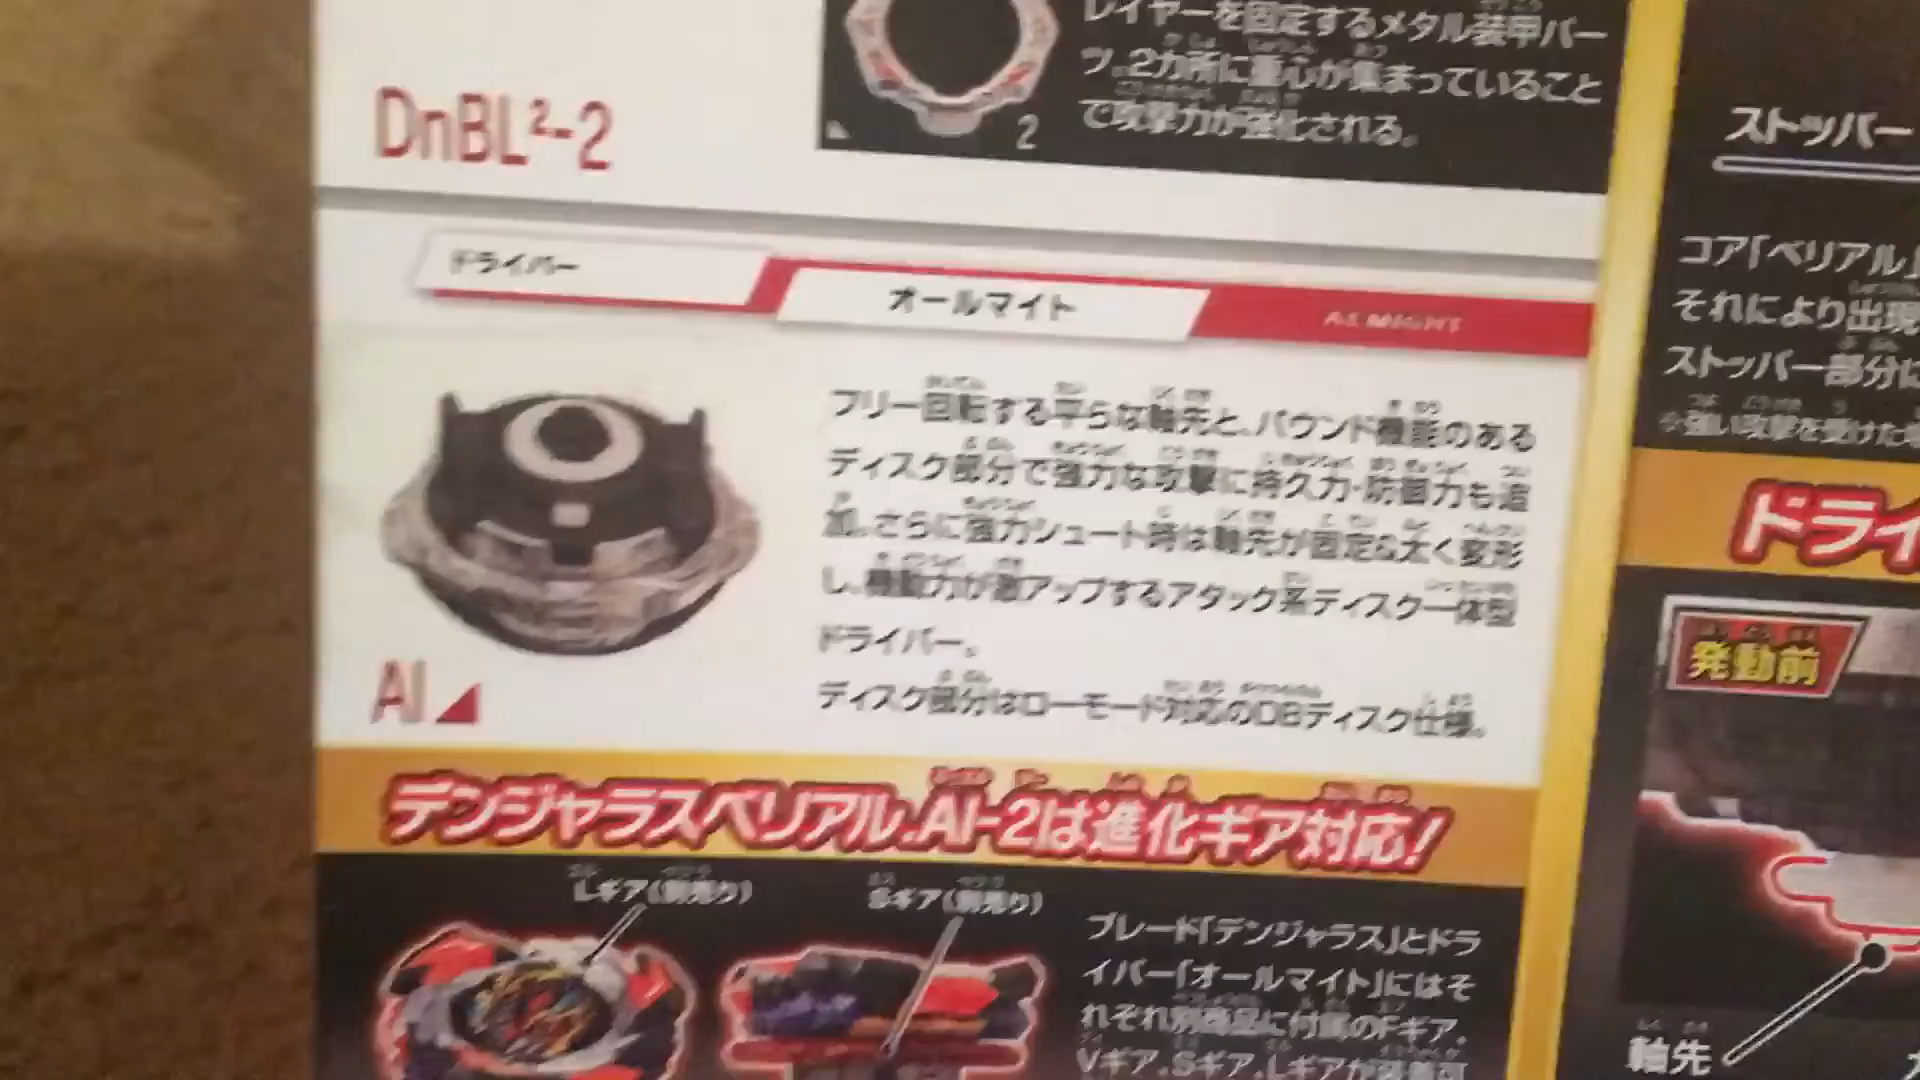 レイヤーを固定するメタル装甲パー
ツ。2カ所に重心が集まっていること
で攻撃力が強化される。
2
DnBL²-2
ドライバー
オールマイト
ALMIGHT
フリー回転する平らな軸先と、バウンド機能のある
ディスク部分で強力な攻撃に持久力・防御力も追
加。さらに強力シュート時は軸先が固定&太く変形
し、機動力が激アップするアタック系ディスク一体型
ドライバー。
ディスク部分はローモード対応のDBディスク仕様。
Al
デンジャラスベリアル.Al-2は進化ギア対応!
Lギア(別売り)
Sギア(別売り)
ブレード「デンジャラス」とドラ
イバー「オールマイト」にはそ
れぞれ別商品に付属のFギア、
Vギア、Sギア、Lギアが装着可
ストッパー
コア「ベリアル」
それにより出現
ストッパー部分に
※強い攻撃を受けた
ドライ
発動前
軸先